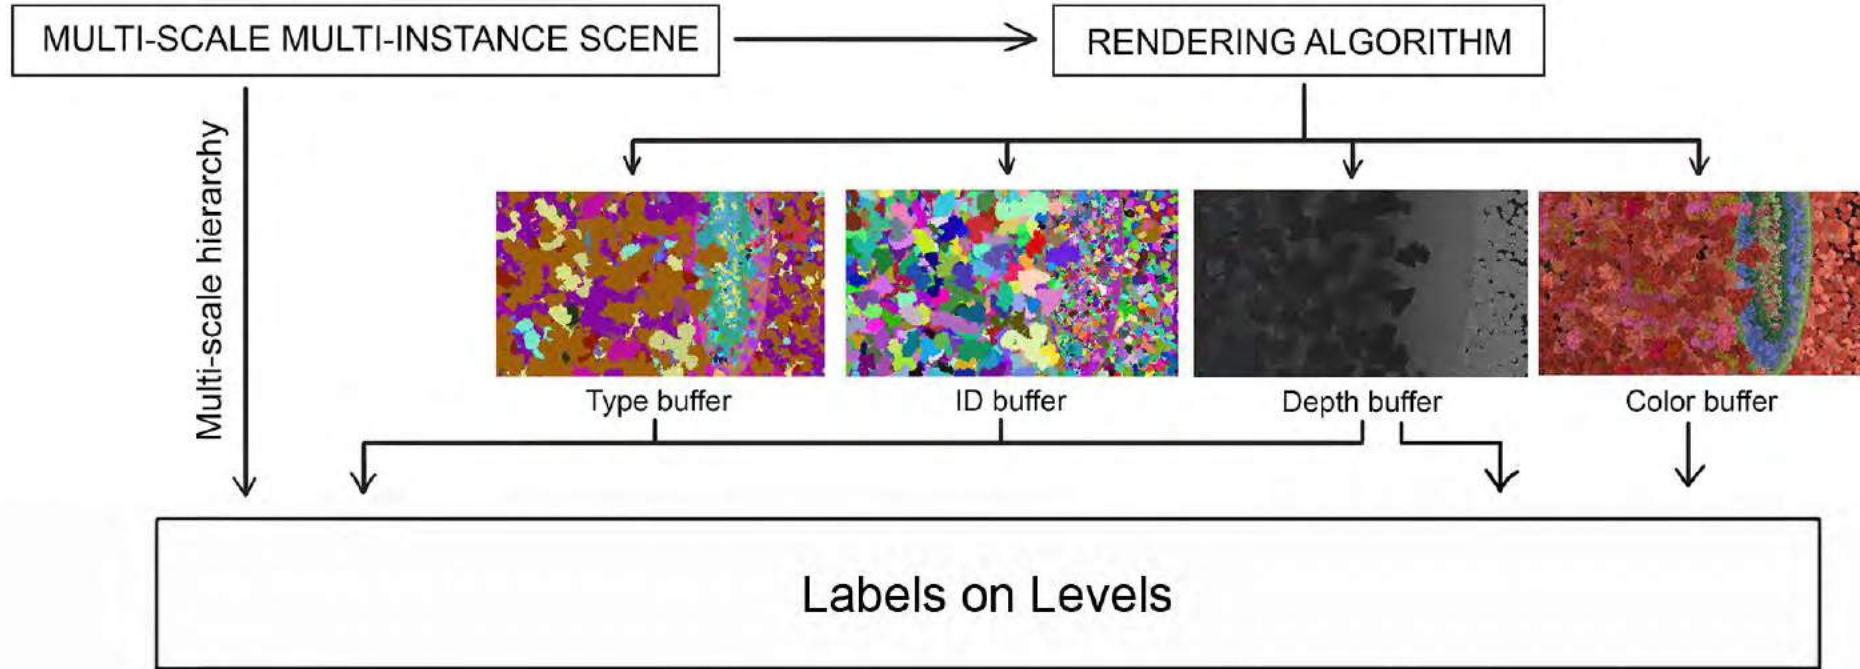 MULTI-SCALE MULTI-INSTANCE SCENE
RENDERING ALGORITHM
Multi-scale hierarchy
Type buffer
ID buffer
Depth buffer
Color buffer
Labels on Levels